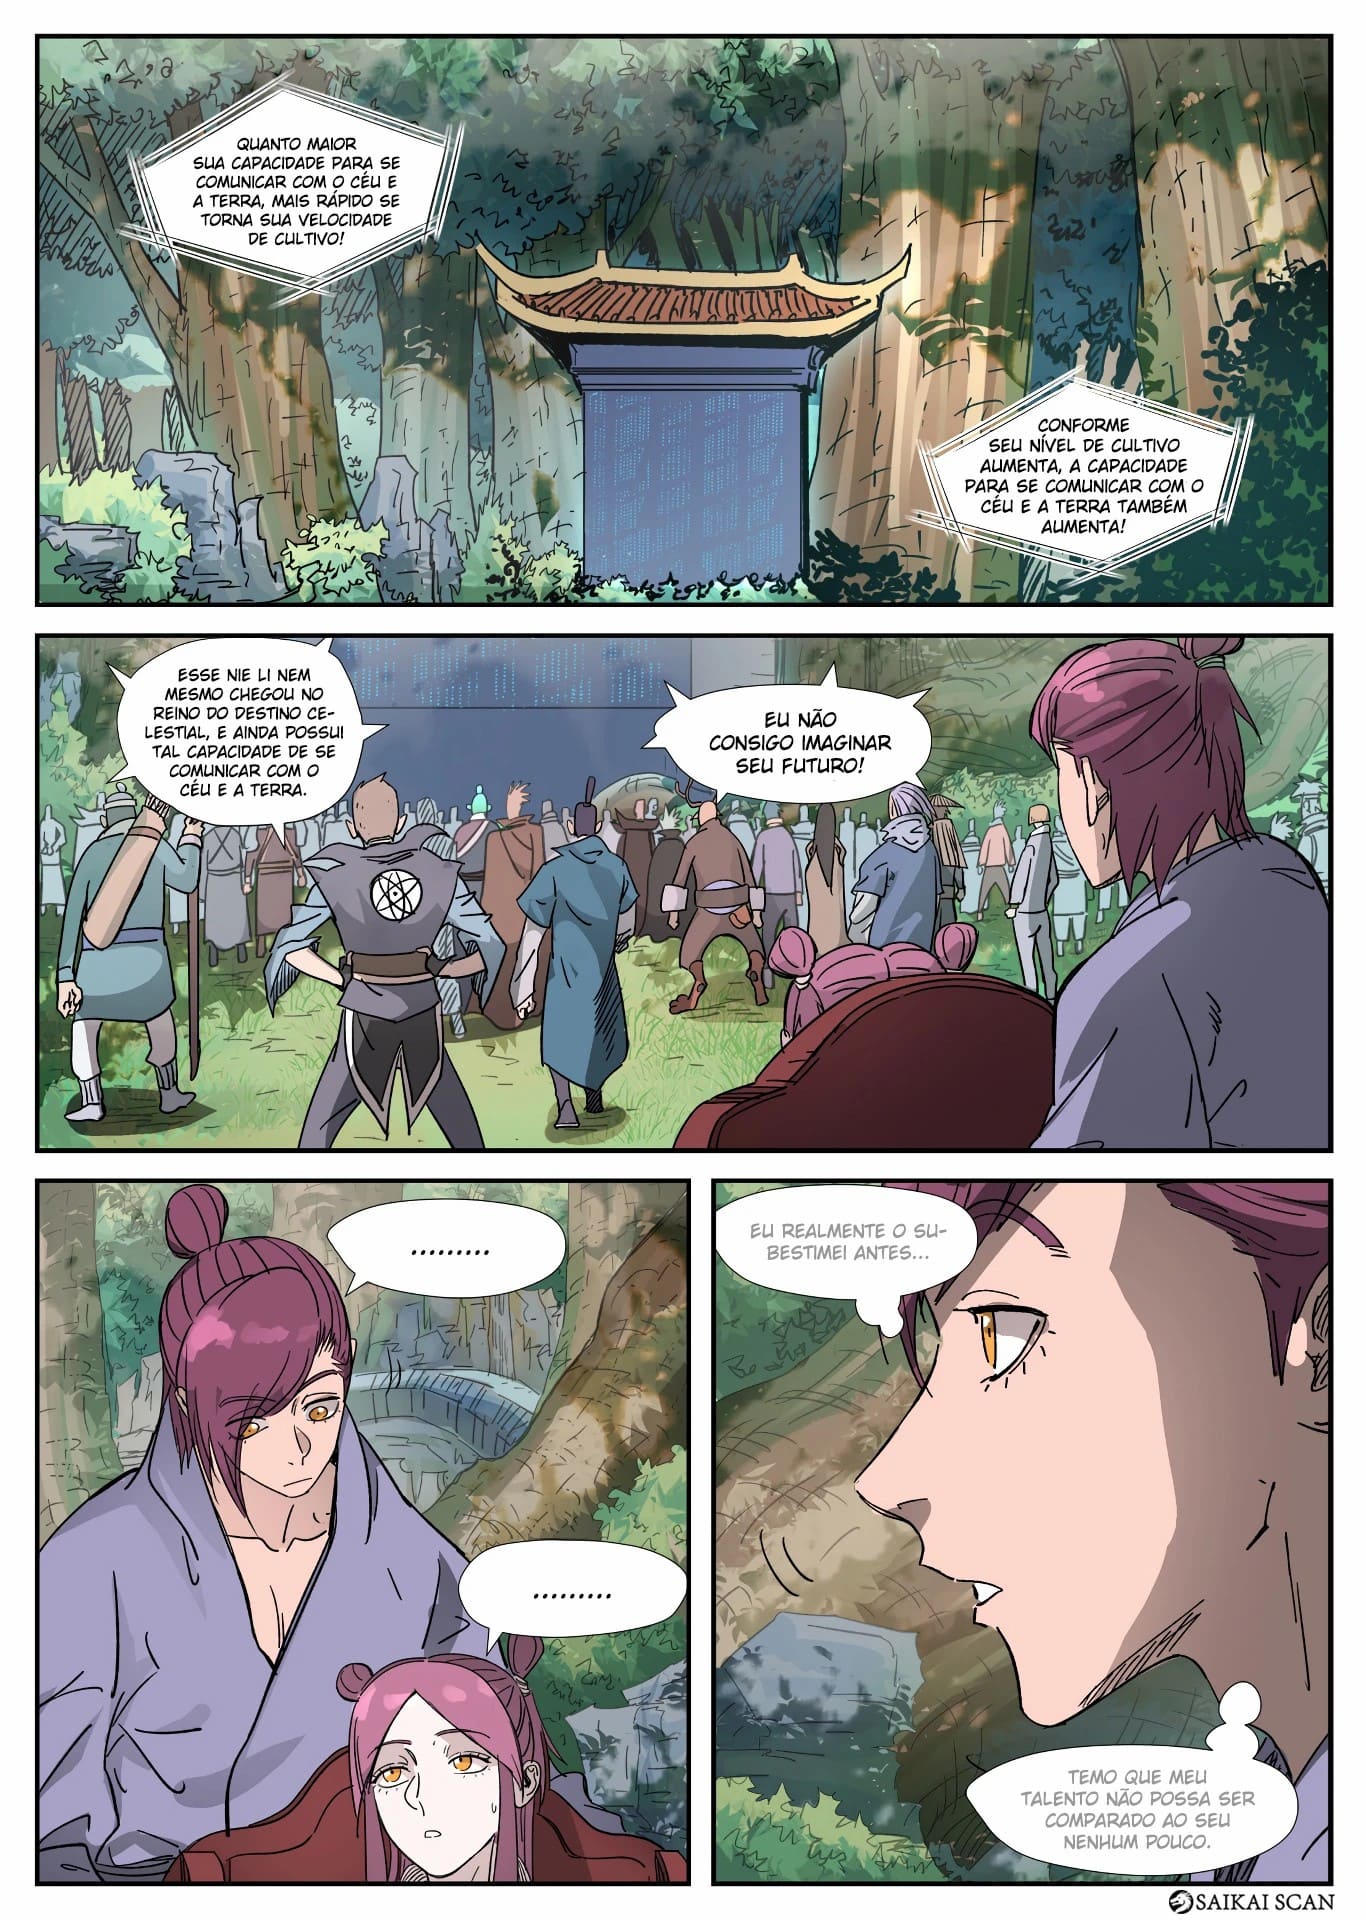 QUANTO MAIOR
SUA CAPACIDADE PARA SE
COMUNICAR COM O CÉU E
A TERRA, MAIS RÁPIDO SE
TORNA SUA VELOCIDADE
DE CULTIVO!
CONFORME
SEU NÍVEL DE CULTIVO
AUMENTA, A CAPACIDADE
PARA SE COMUNICAR COM O
CÉU E A TERRA TAMBÉM
AUMENTA!
ESSE NIE LI NEM
MESMO CHEGOU NO
REINO DO DESTINO CE-
LESTIAL, E AINDA POSSUI
TAL CAPACIDADE DE SE
COMUNICAR COM O
CÉU E A TERRA.
EU NÃO
CONSIGO IMAGINAR
SEU FUTURO!
.........
.........
EU REALMENTE O SU-
BESTIMEI ANTES...
TEMO QUE MEU
TALENTO NÃO POSSA SER
COMPARADO AO SEU
NENHUM POUCO.
SAIKAI SCAN